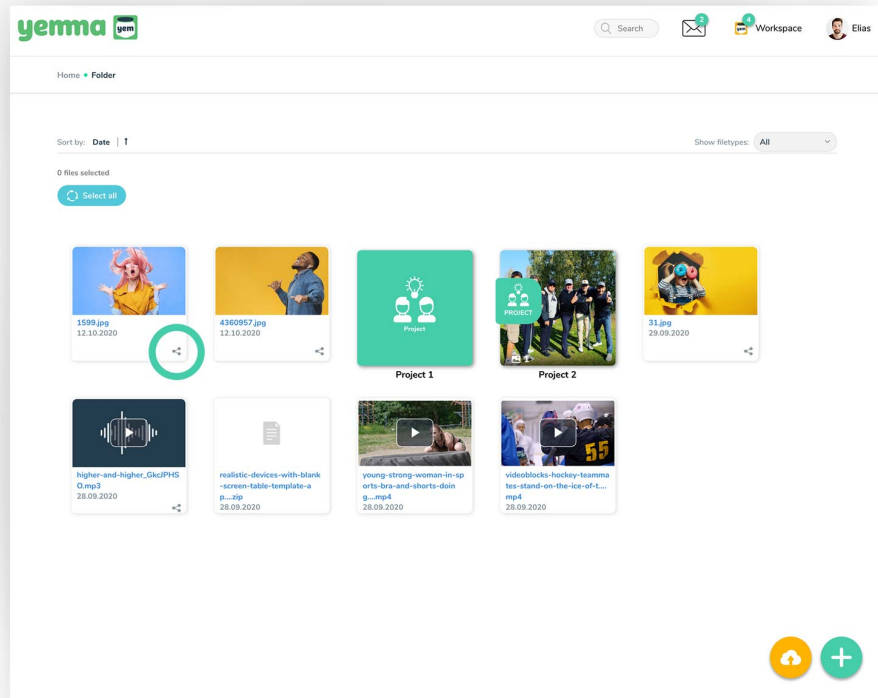 yemma yem
Search
2
4
Workspace
Elias
Home • Folder
Sort by: Date | ↑
Show filetypes: All
0 files selected
Select all
1599.jpg
12.10.2020
4360957.jpg
12.10.2020
Project
Project 1
PROJECT
1
Project 2
31.jpg
29.09.2020
higher-and-higher_GkcJPHS
O.mp3
28.09.2020
realistic-devices-with-blank
-screen-table-template-a
p....zip
28.09.2020
young-strong-woman-in-sp
orts-bra-and-shorts-doin
g....mp4
28.09.2020
55
videoblocks-hockey-teamma
tes-stand-on-the-ice-of-t....
mp4
28.09.2020